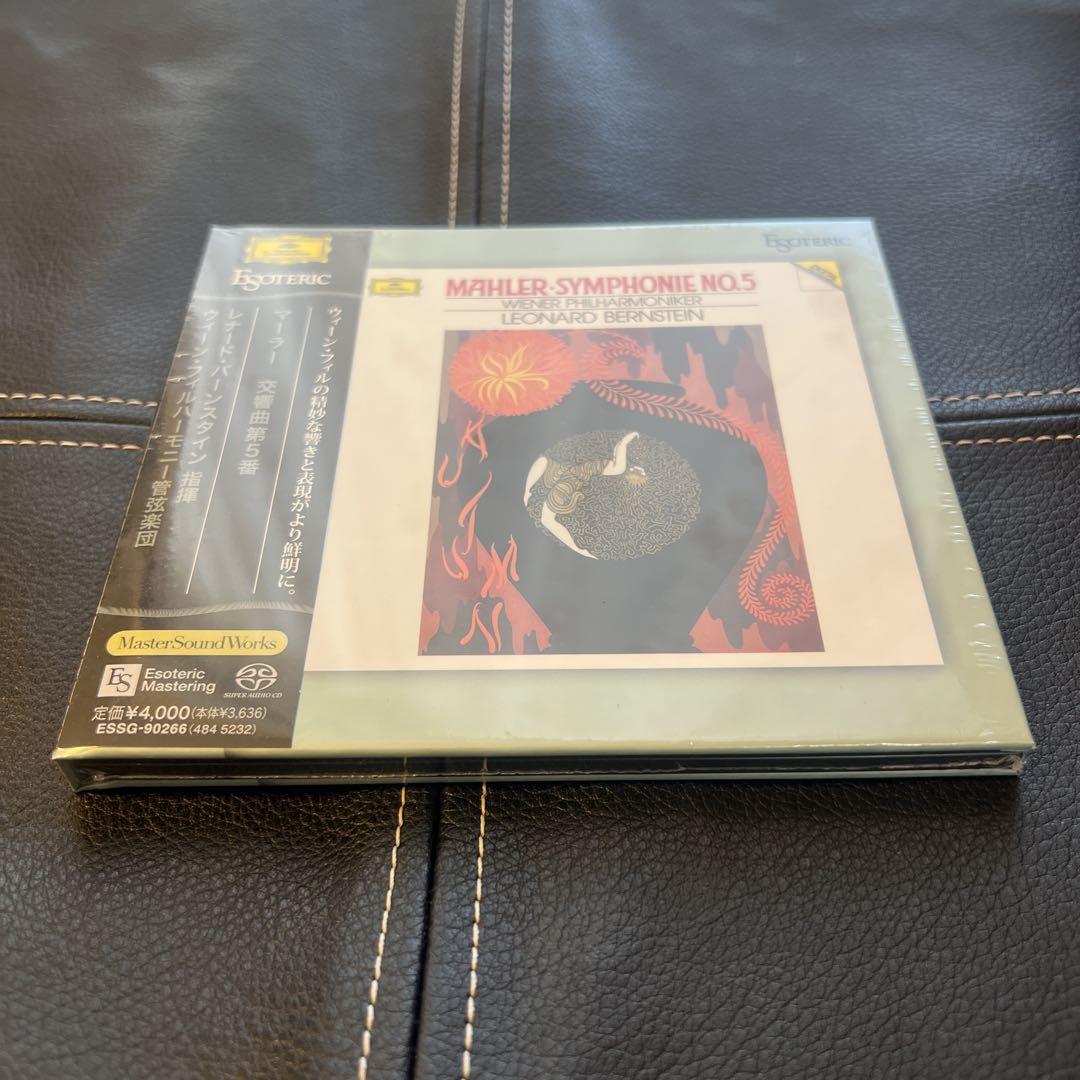 ESOTERIC
ウィーン・フィルの精妙な響きと表現がより鮮明に。
マーラー 交響曲 第5番
レナード・バーンスタイン 指揮
ウィーン・フィルハーモニー管弦楽団
MasterSoundWorks
ES
Esoteric
Mastering
SUPER AUDIO CD
定価¥4,000(本体¥3,636)
ESSG-90266(484 5232)
ESOTERIC
MAHLER·SYMPHONIE NO.5
WIENER PHILHARMONIKER
LEONARD BERNSTEIN